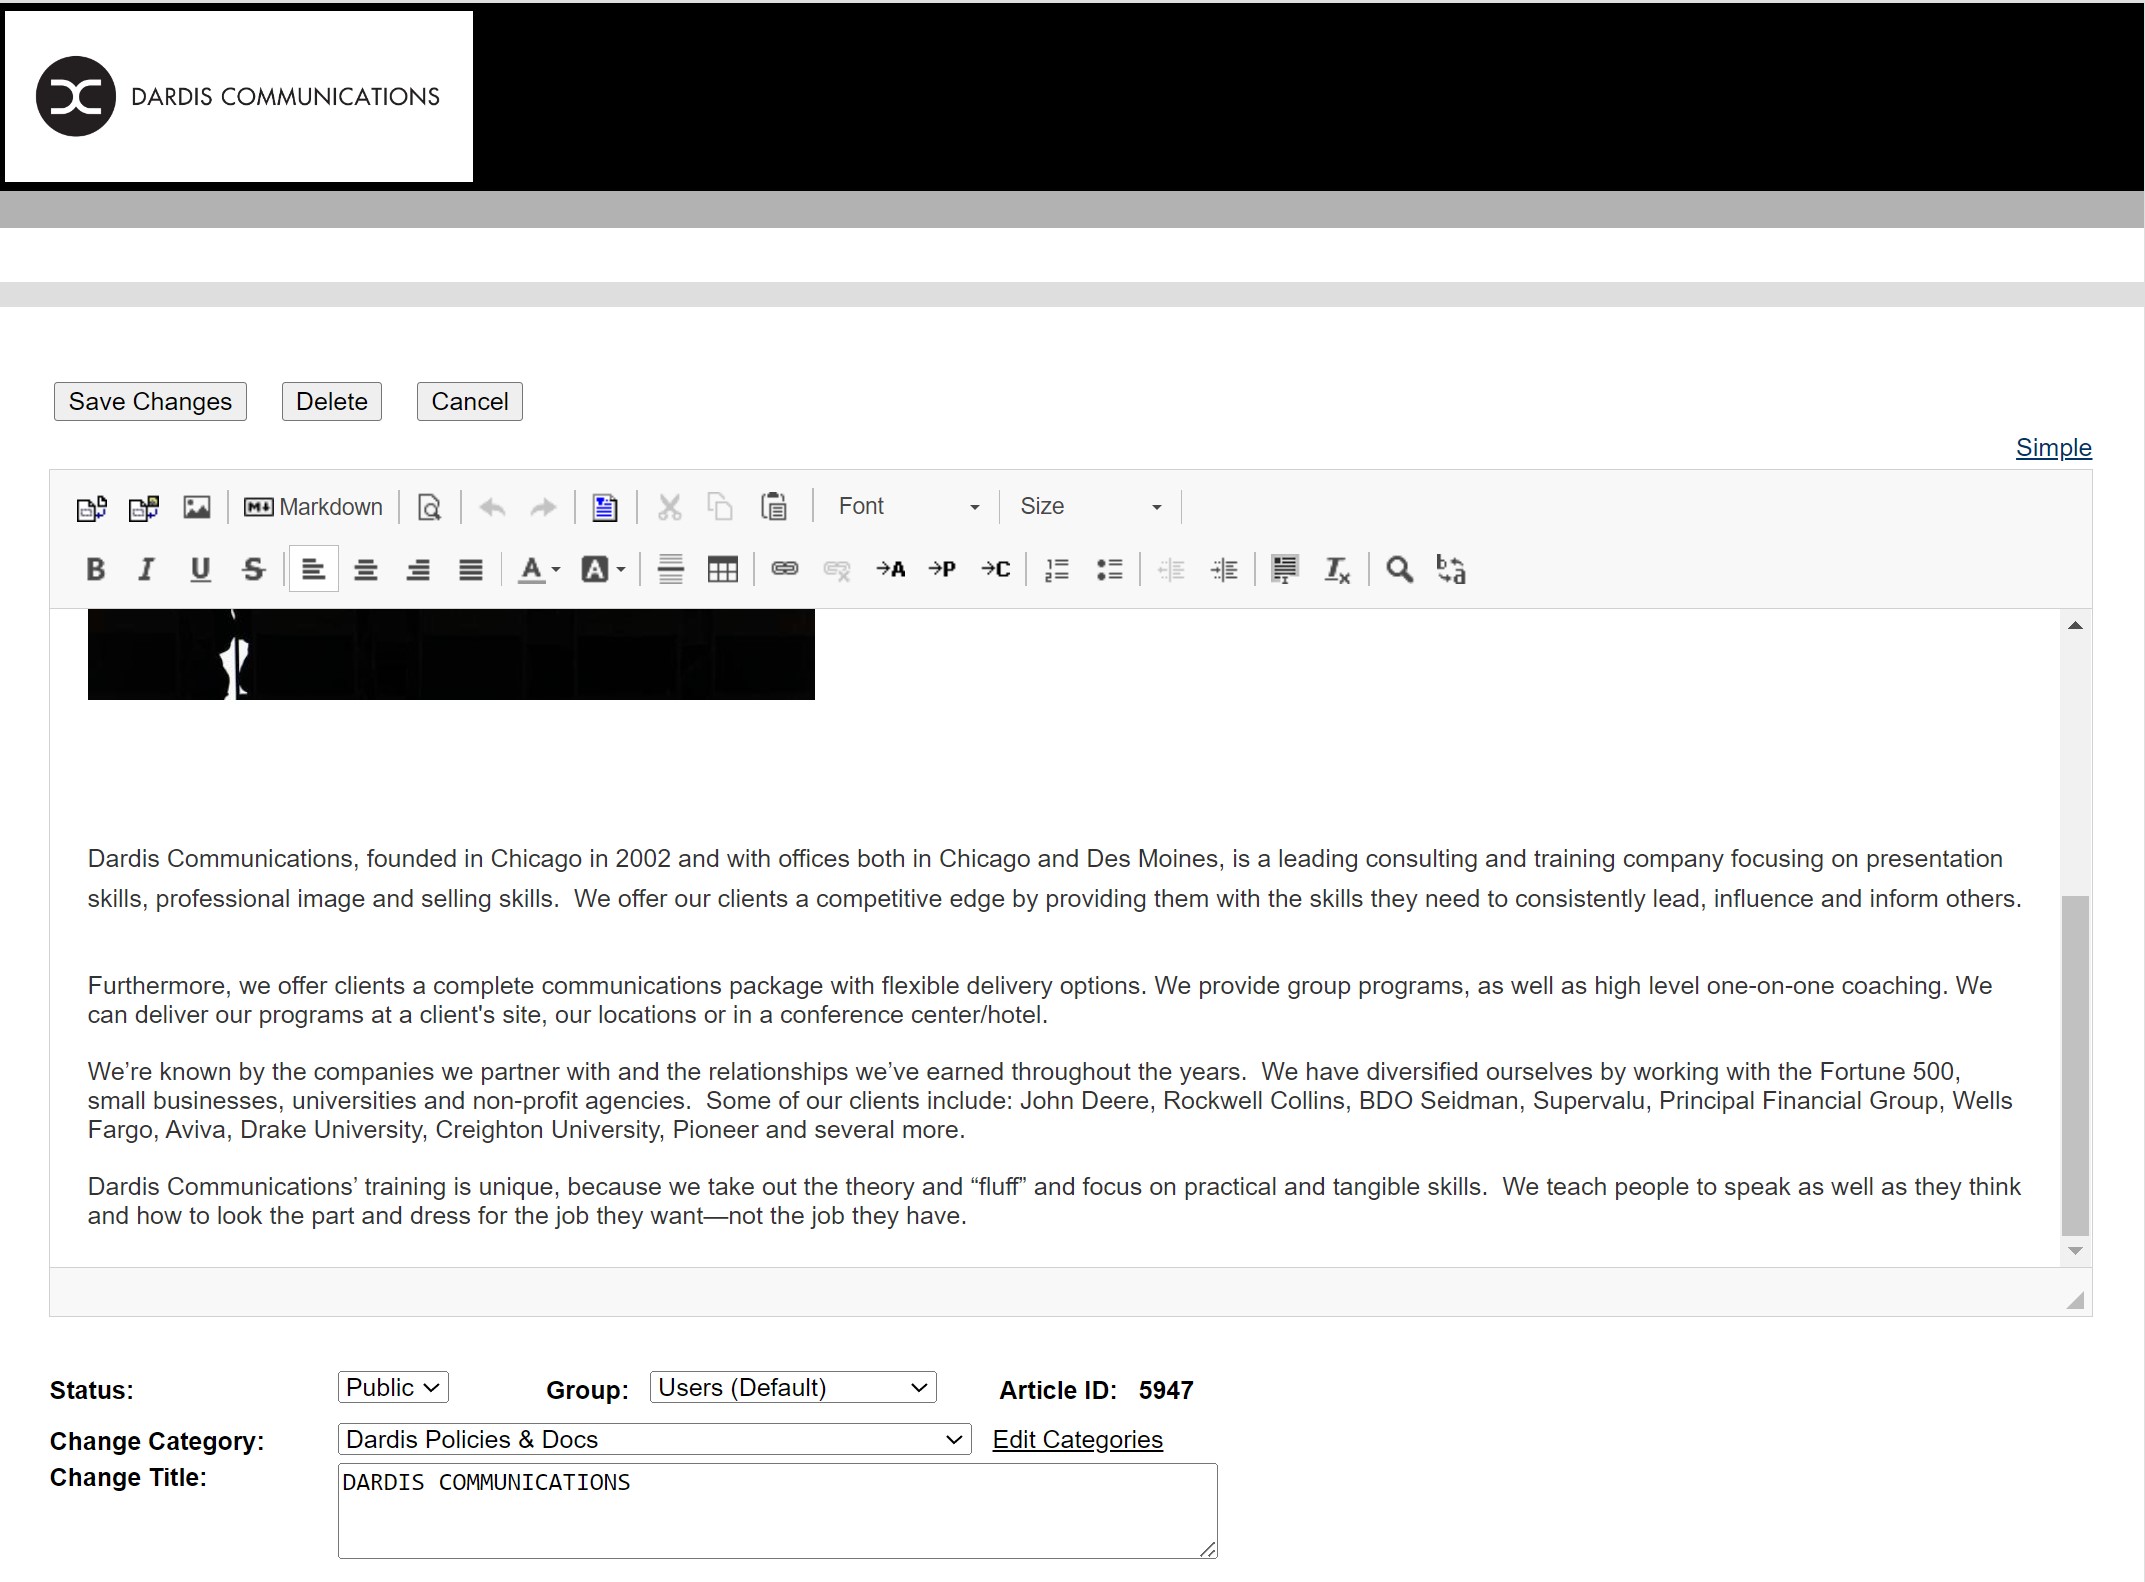 DARDIS COMMUNICATIONS
Save Changes Delete Cancel
Simple
Markdown Font Size
B I U S A A →A →P →C
Dardis Communications, founded in Chicago in 2002 and with offices both in Chicago and Des Moines, is a leading consulting and training company focusing on presentation
skills, professional image and selling skills.  We offer our clients a competitive edge by providing them with the skills they need to consistently lead, influence and inform others.
Furthermore, we offer clients a complete communications package with flexible delivery options. We provide group programs, as well as high level one-on-one coaching. We
can deliver our programs at a client's site, our locations or in a conference center/hotel.
We’re known by the companies we partner with and the relationships we’ve earned throughout the years.  We have diversified ourselves by working with the Fortune 500,
small businesses, universities and non-profit agencies.  Some of our clients include: John Deere, Rockwell Collins, BDO Seidman, Supervalu, Principal Financial Group, Wells
Fargo, Aviva, Drake University, Creighton University, Pioneer and several more.
Dardis Communications’ training is unique, because we take out the theory and “fluff” and focus on practical and tangible skills.  We teach people to speak as well as they think
and how to look the part and dress for the job they want—not the job they have.
Status: Public Group: Users (Default) Article ID: 5947
Change Category: Dardis Policies & Docs Edit Categories
Change Title: DARDIS COMMUNICATIONS